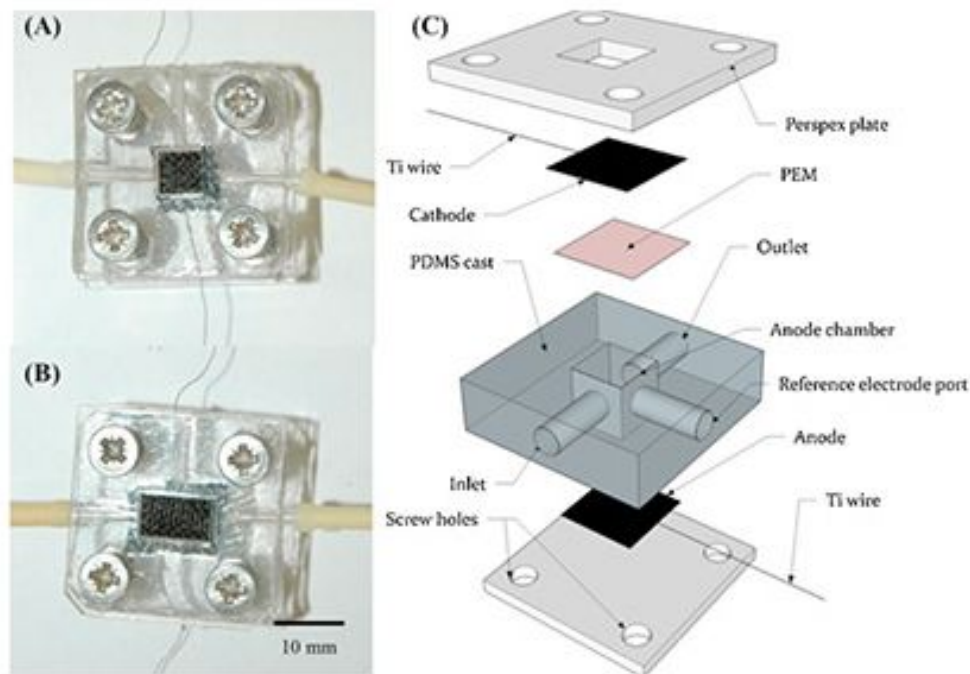 (A)
(B)
10 mm
(C)
Perspex plate
Ti wire
Cathode
PEM
PDMS cast
Outlet
Anode chamber
Reference electrode port
Anode
Inlet
Ti wire
Screw holes